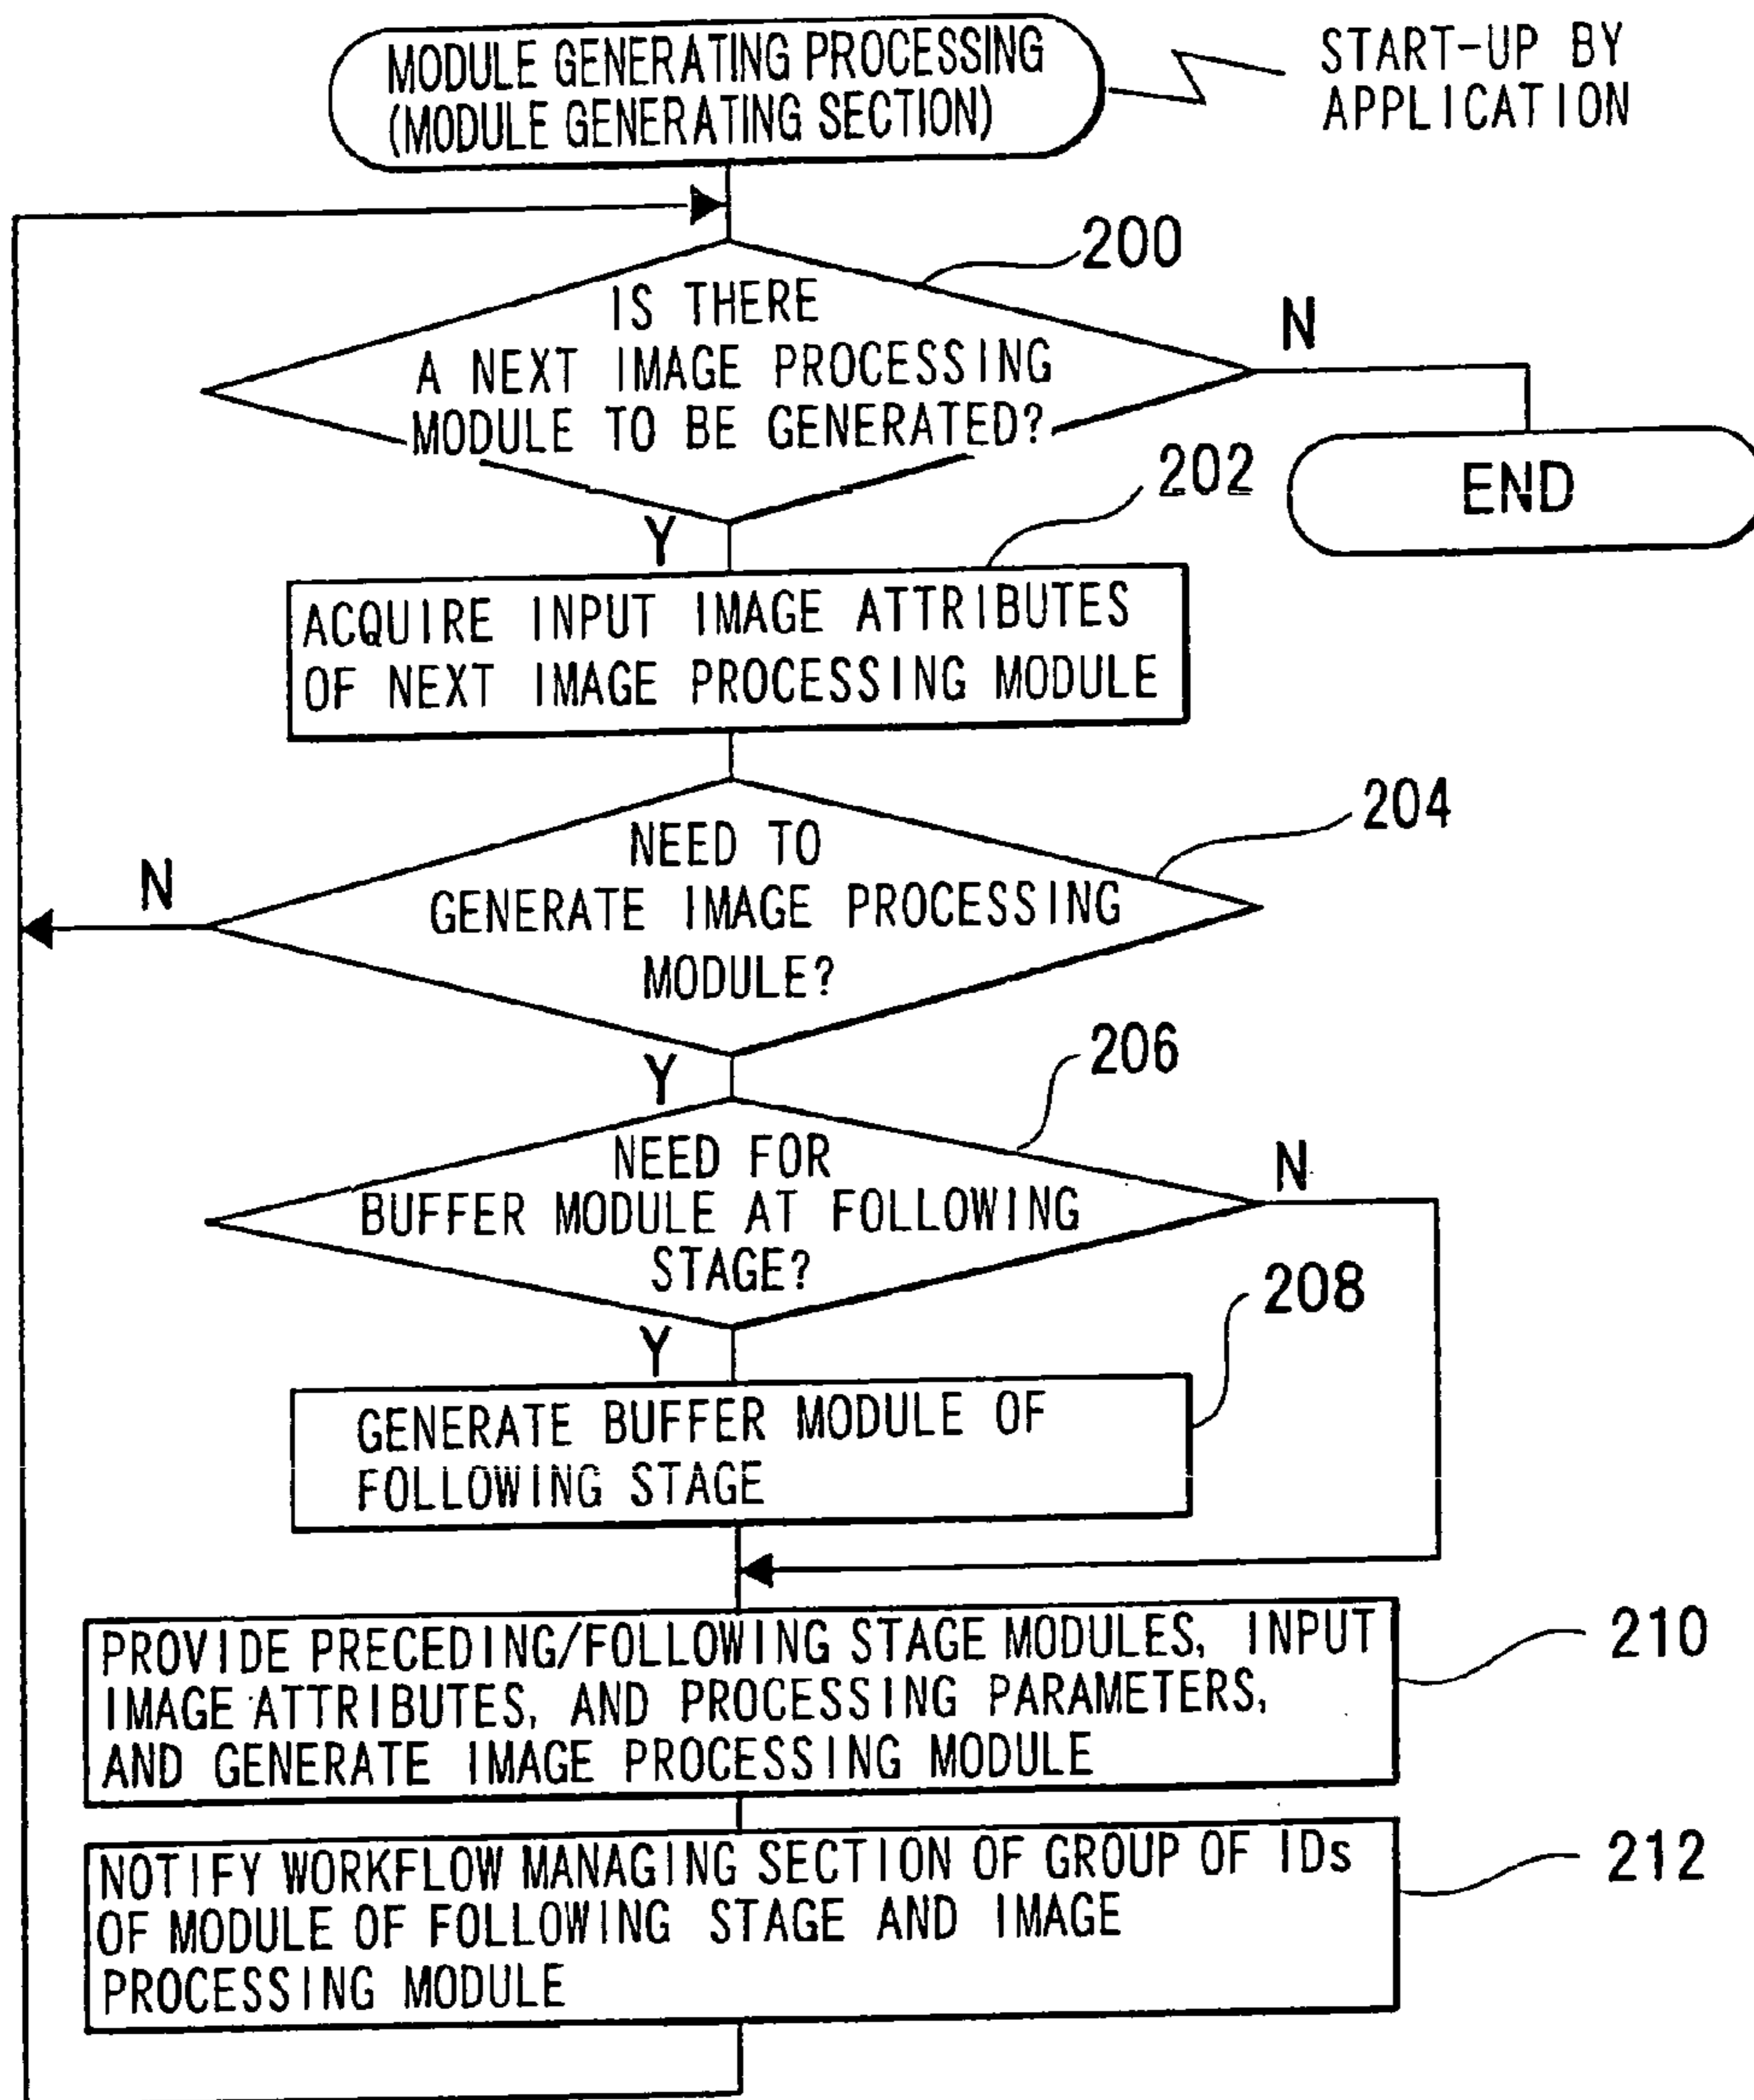 MODULE GENERATING PROCESSING
(MODULE GENERATING SECTION)
START-UP BY
APPLICATION
200
IS THERE
A NEXT IMAGE PROCESSING
MODULE TO BE GENERATED?
N
END
Y
202
ACQUIRE INPUT IMAGE ATTRIBUTES
OF NEXT IMAGE PROCESSING MODULE
204
NEED TO
GENERATE IMAGE PROCESSING
MODULE?
N
Y
206
NEED FOR
BUFFER MODULE AT FOLLOWING
STAGE?
N
Y
208
GENERATE BUFFER MODULE OF
FOLLOWING STAGE
PROVIDE PRECEDING/FOLLOWING STAGE MODULES, INPUT
IMAGE ATTRIBUTES, AND PROCESSING PARAMETERS,
AND GENERATE IMAGE PROCESSING MODULE
210
NOTIFY WORKFLOW MANAGING SECTION OF GROUP OF IDs
OF MODULE OF FOLLOWING STAGE AND IMAGE
PROCESSING MODULE
212